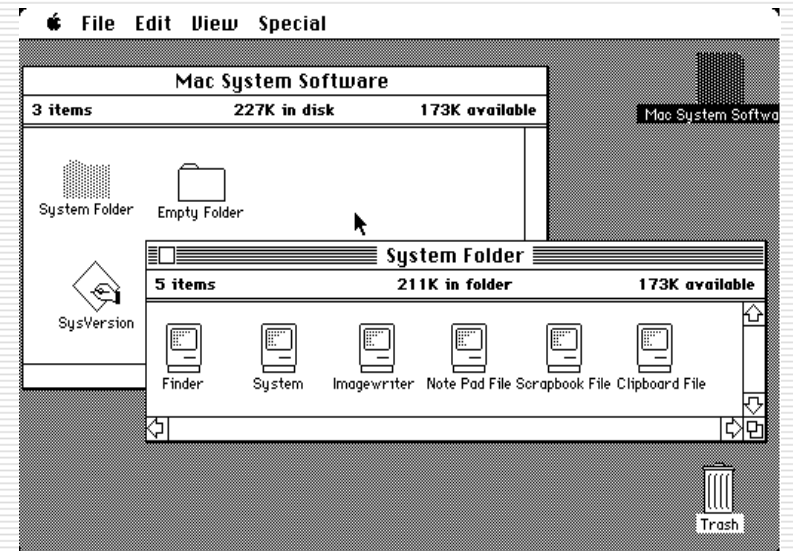 File Edit View Special
Mac System Software
3 items 227K in disk 173K available
Mac System Softwa
System Folder Empty Folder
System Folder
5 items 211K in folder 173K available
SysVersion
Finder System Imagewriter Note Pad File Scrapbook File Clipboard File
Trash